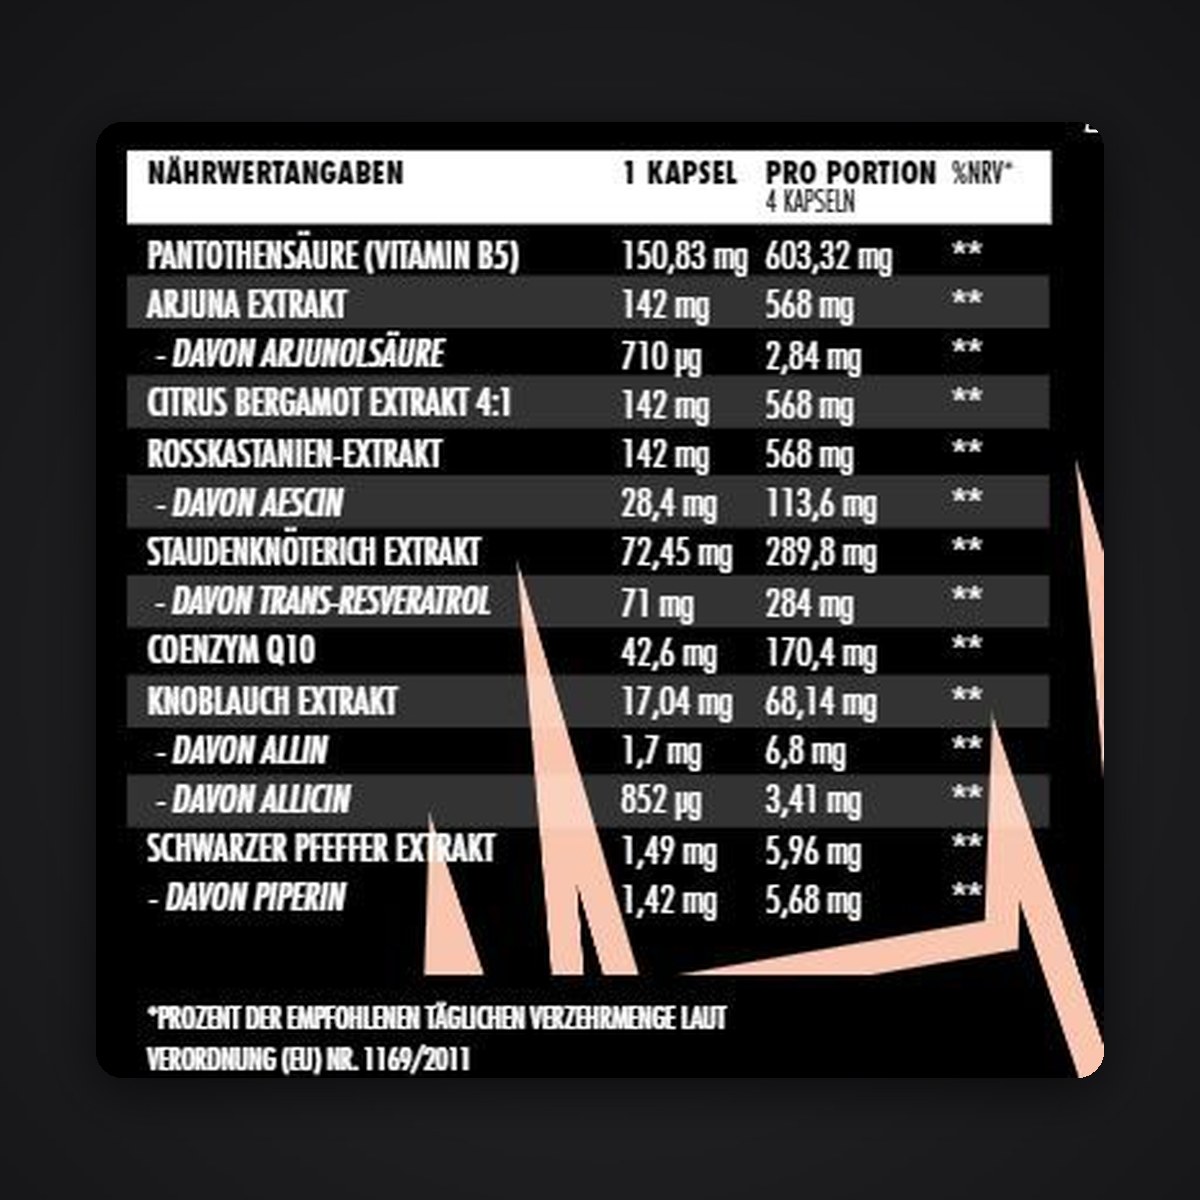 NÄHRWERTANGABEN 1 KAPSEL PRO PORTION %NRV*
4 KAPSELN
PANTOTHENSÄURE (VITAMIN B5) 150,83 mg 603,32 mg **
ARJUNA EXTRAKT 142 mg 568 mg **
- DAVON ARJUNOLSÄURE 710 µg 2,84 mg **
CITRUS BERGAMOT EXTRAKT 4:1 142 mg 568 mg **
ROSSKASTANIEN-EXTRAKT 142 mg 568 mg **
- DAVON AESCIN 28,4 mg 113,6 mg **
STAUDENKNÖTERICH EXTRAKT 72,45 mg 289,8 mg **
- DAVON TRANS-RESVERATROL 71 mg 284 mg **
COENZYM Q10 42,6 mg 170,4 mg **
KNOBLAUCH EXTRAKT 17,04 mg 68,14 mg **
- DAVON ALLIN 1,7 mg 6,8 mg **
- DAVON ALLICIN 852 µg 3,41 mg **
SCHWARZER PFEFFER EXTRAKT 1,49 mg 5,96 mg **
- DAVON PIPERIN 1,42 mg 5,68 mg **
*PROZENT DER EMPFOHLENEN TÄGLICHEN VERZEHRMENGE LAUT
VERORDNUNG (EU) NR. 1169/2011